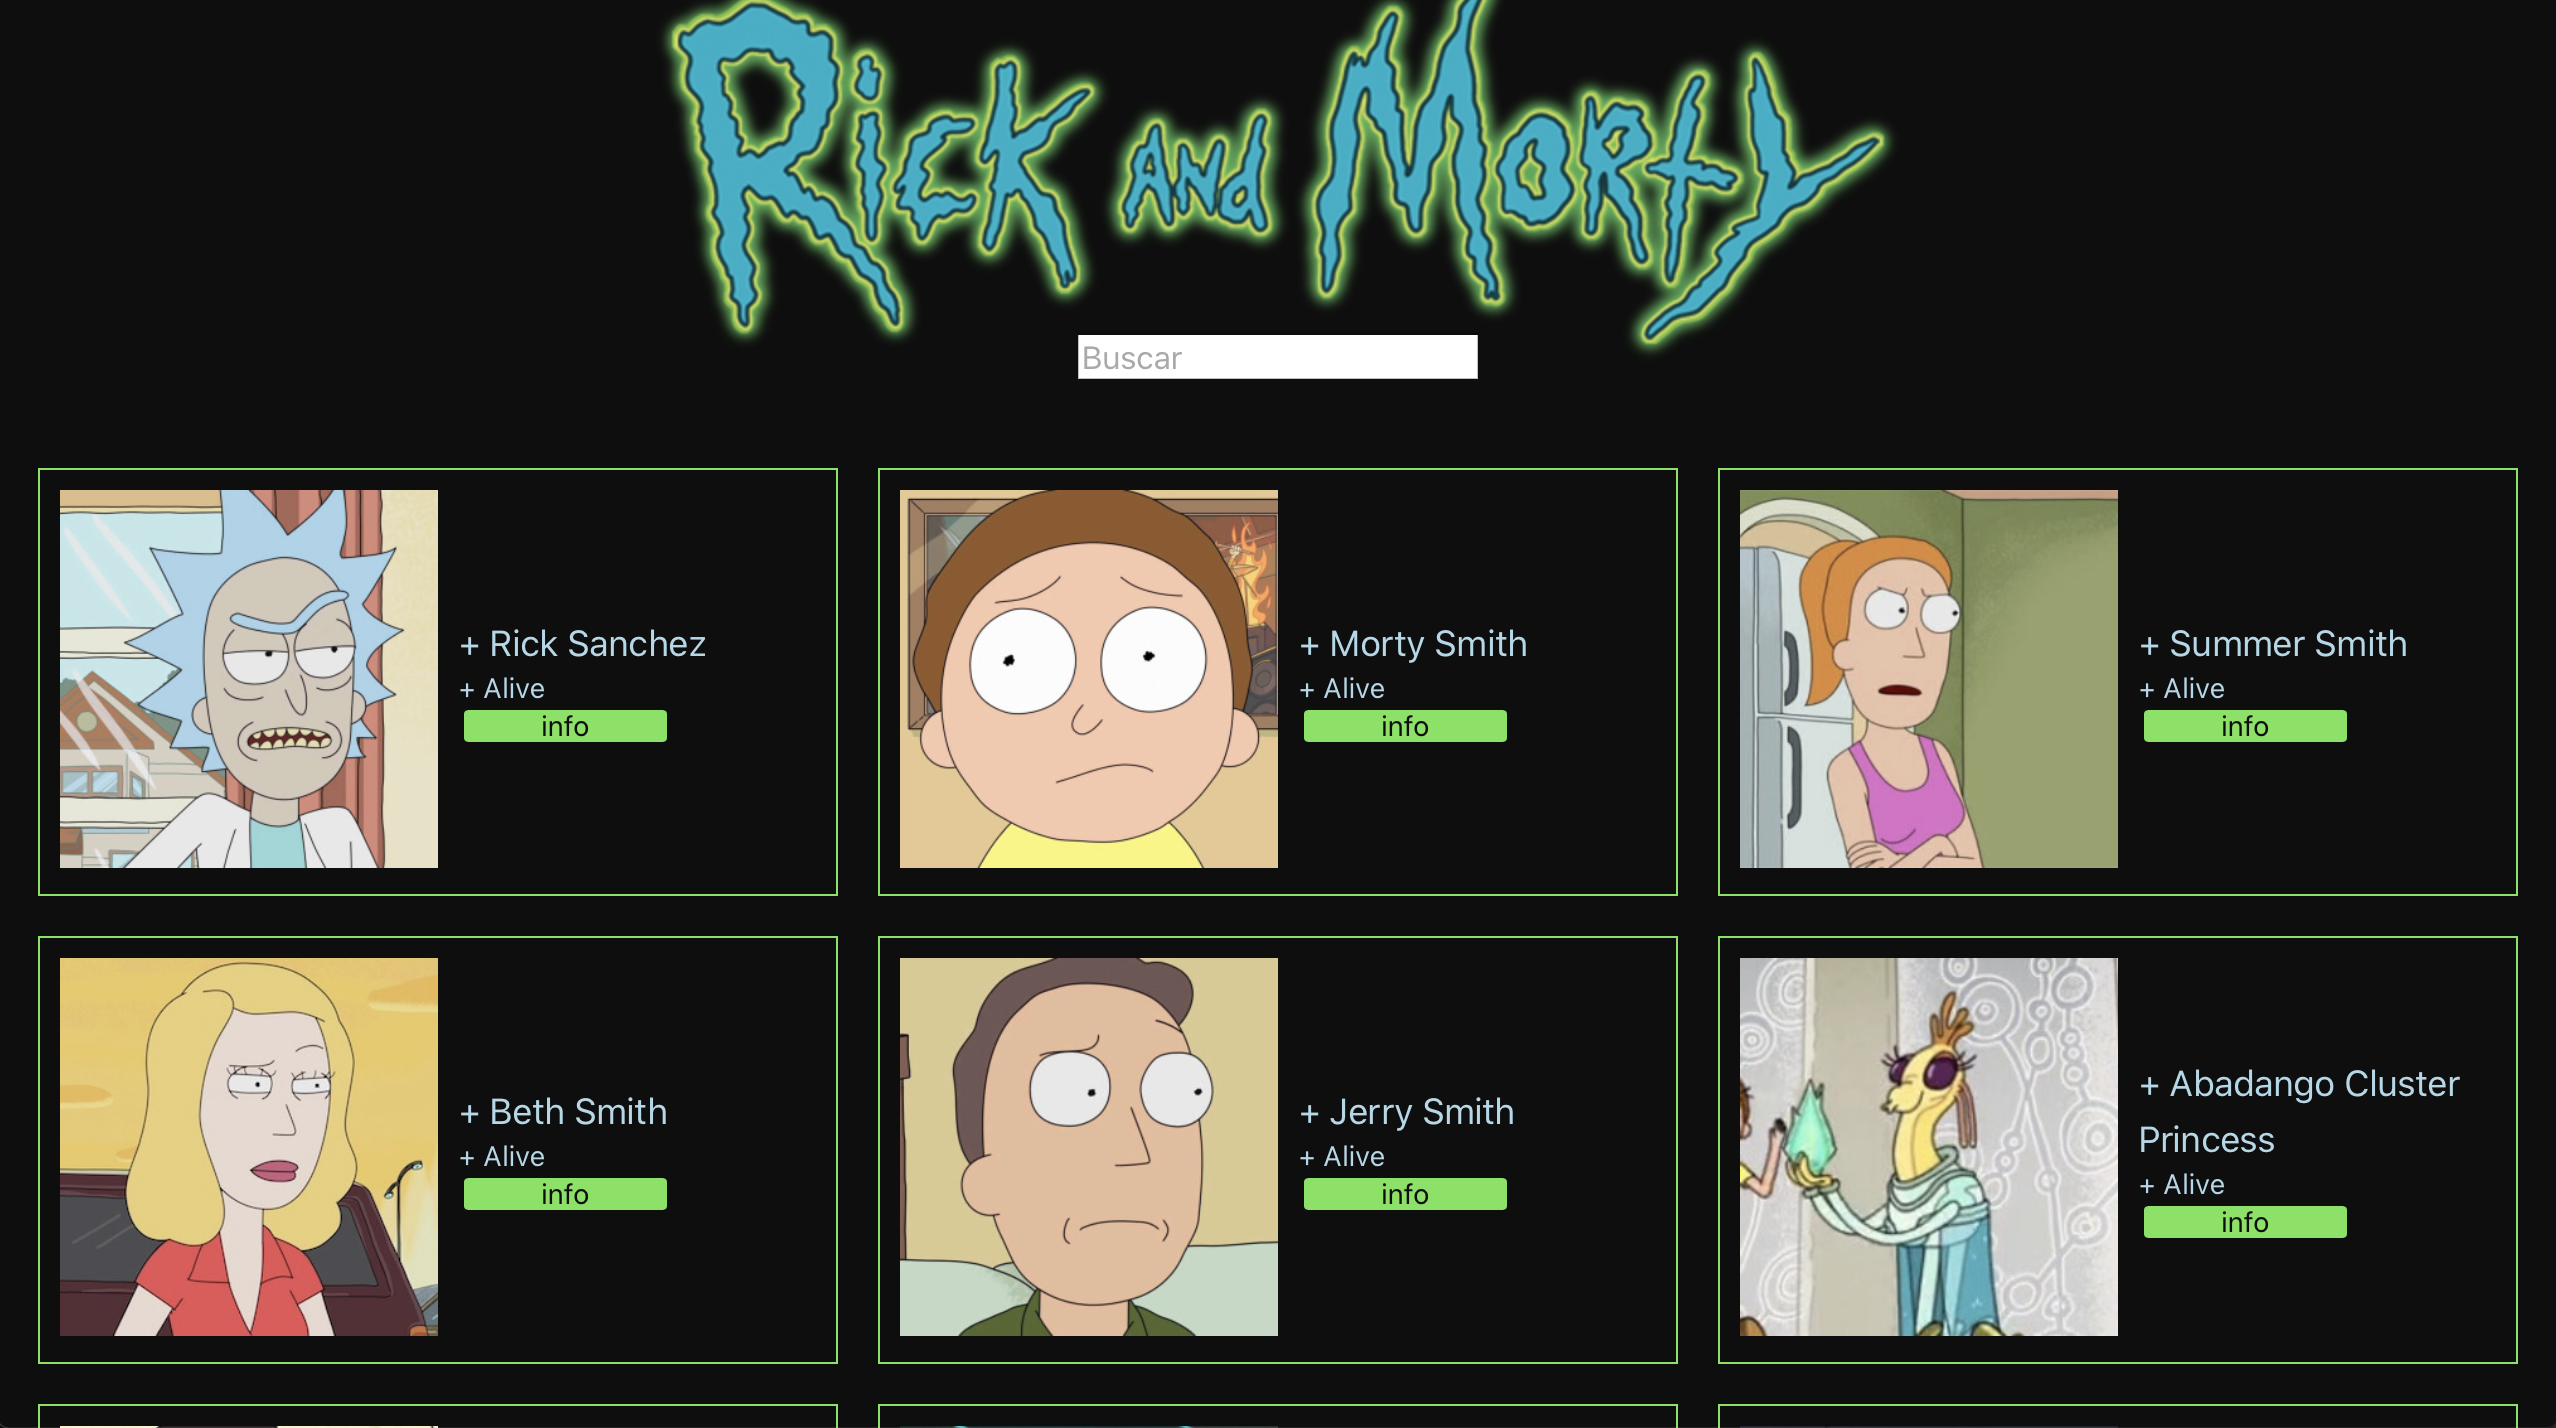 Rick and Morty
Buscar
+ Rick Sanchez
+ Alive
info
+ Morty Smith
+ Alive
info
+ Summer Smith
+ Alive
info
+ Beth Smith
+ Alive
info
+ Jerry Smith
+ Alive
info
+ Abadango Cluster
Princess
+ Alive
info